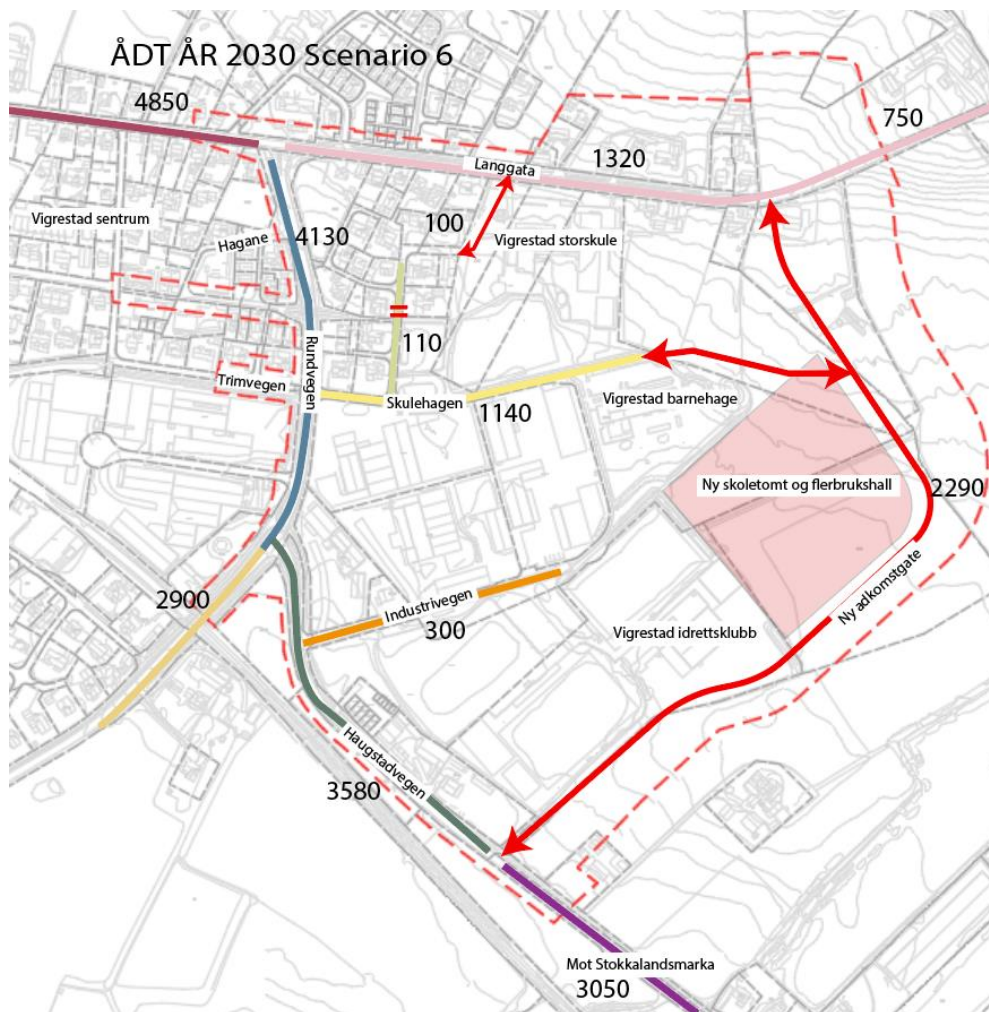 ÅDT ÅR 2030 Scenario 6
4850
750
1320
Langgata
Vigrestad sentrum
100
Hagane
4130
Vigrestad storskule
110
Rundvegen
Trimvegen
Skulehagen
1140
Vigrestad barnehage
Ny skoletomt og flerbrukshall
2290
Ny adkomstgate
2900
Industrivegen
300
Vigrestad idrettsklubb
Haugstadvegen
3580
Mot Stokkalandsmarka
3050